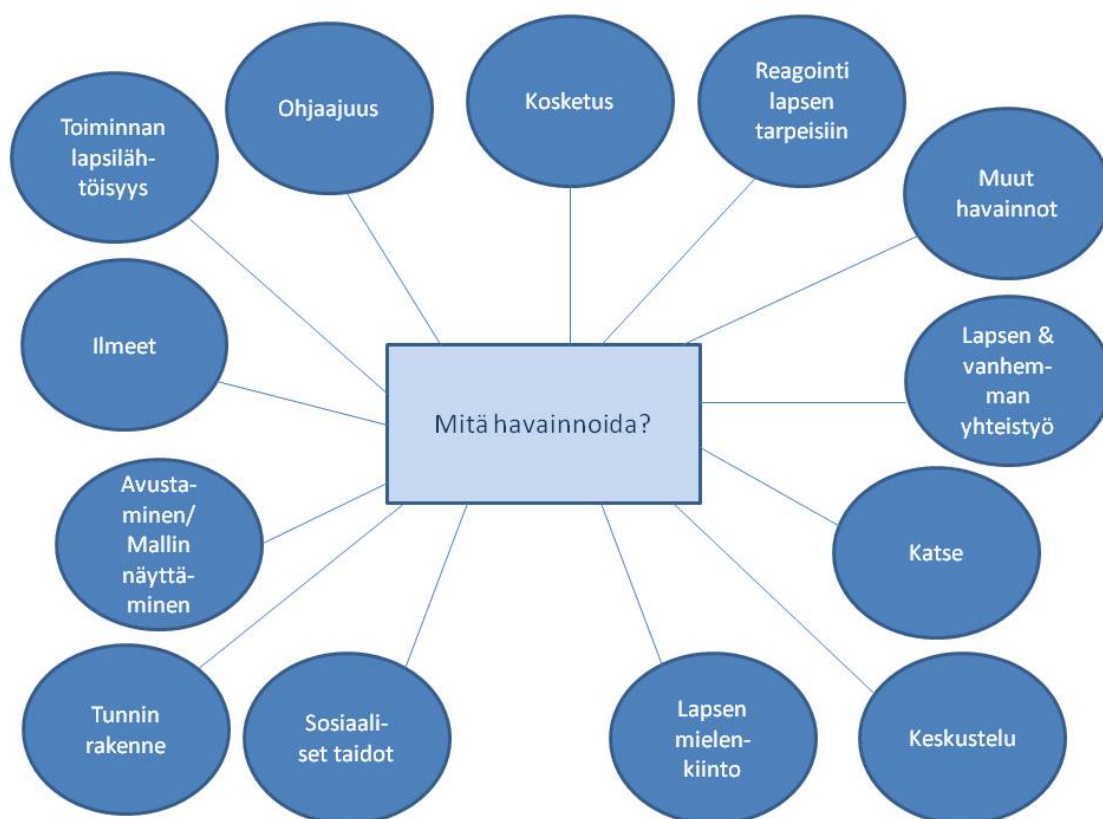 Toiminnan
lapsiläh-
töisyys
Ohjaajuus
Kosketus
Reagointi
lapsen
tarpeisiin
Muut
havainnot
Ilmeet
Mitä havainnoida?
Lapsen &
vanhem-
man
yhteistyö
Avusta-
minen/
Mallin
näyttä-
minen
Katse
Tunnin
rakenne
Sosiaali-
set taidot
Lapsen
mielen-
kiinto
Keskustelu